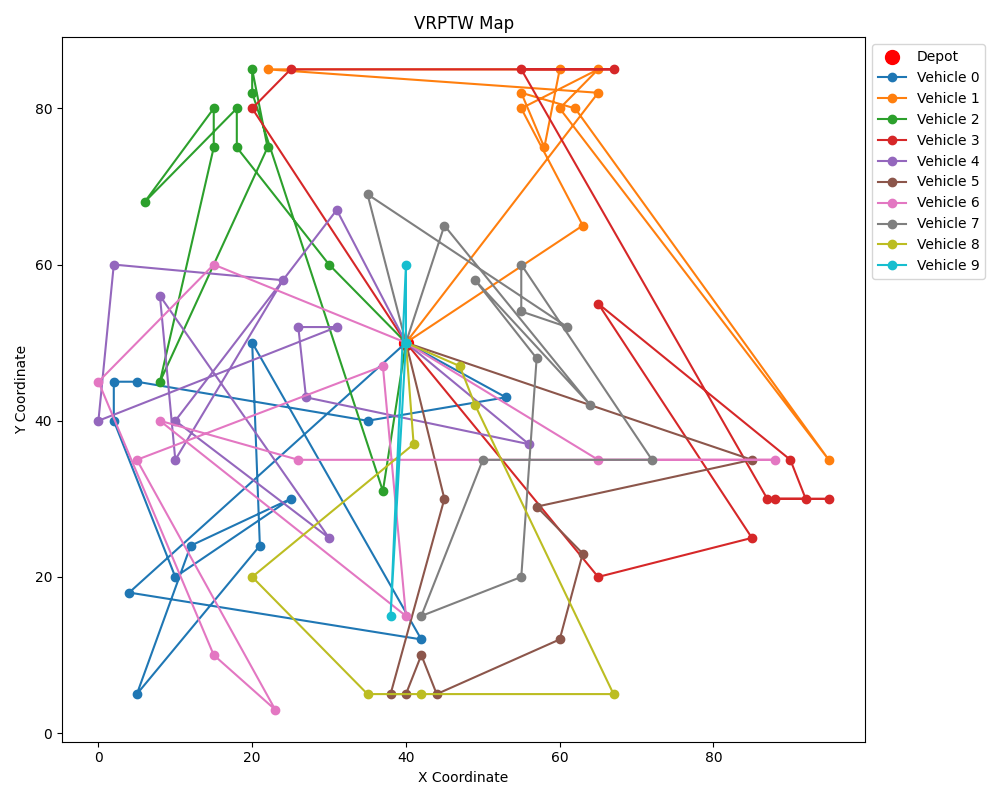 VRPTW Map
Y Coordinate
80
60
40
20
0
0 20 40 60 80
X Coordinate
Depot
Vehicle 0
Vehicle 1
Vehicle 2
Vehicle 3
Vehicle 4
Vehicle 5
Vehicle 6
Vehicle 7
Vehicle 8
Vehicle 9